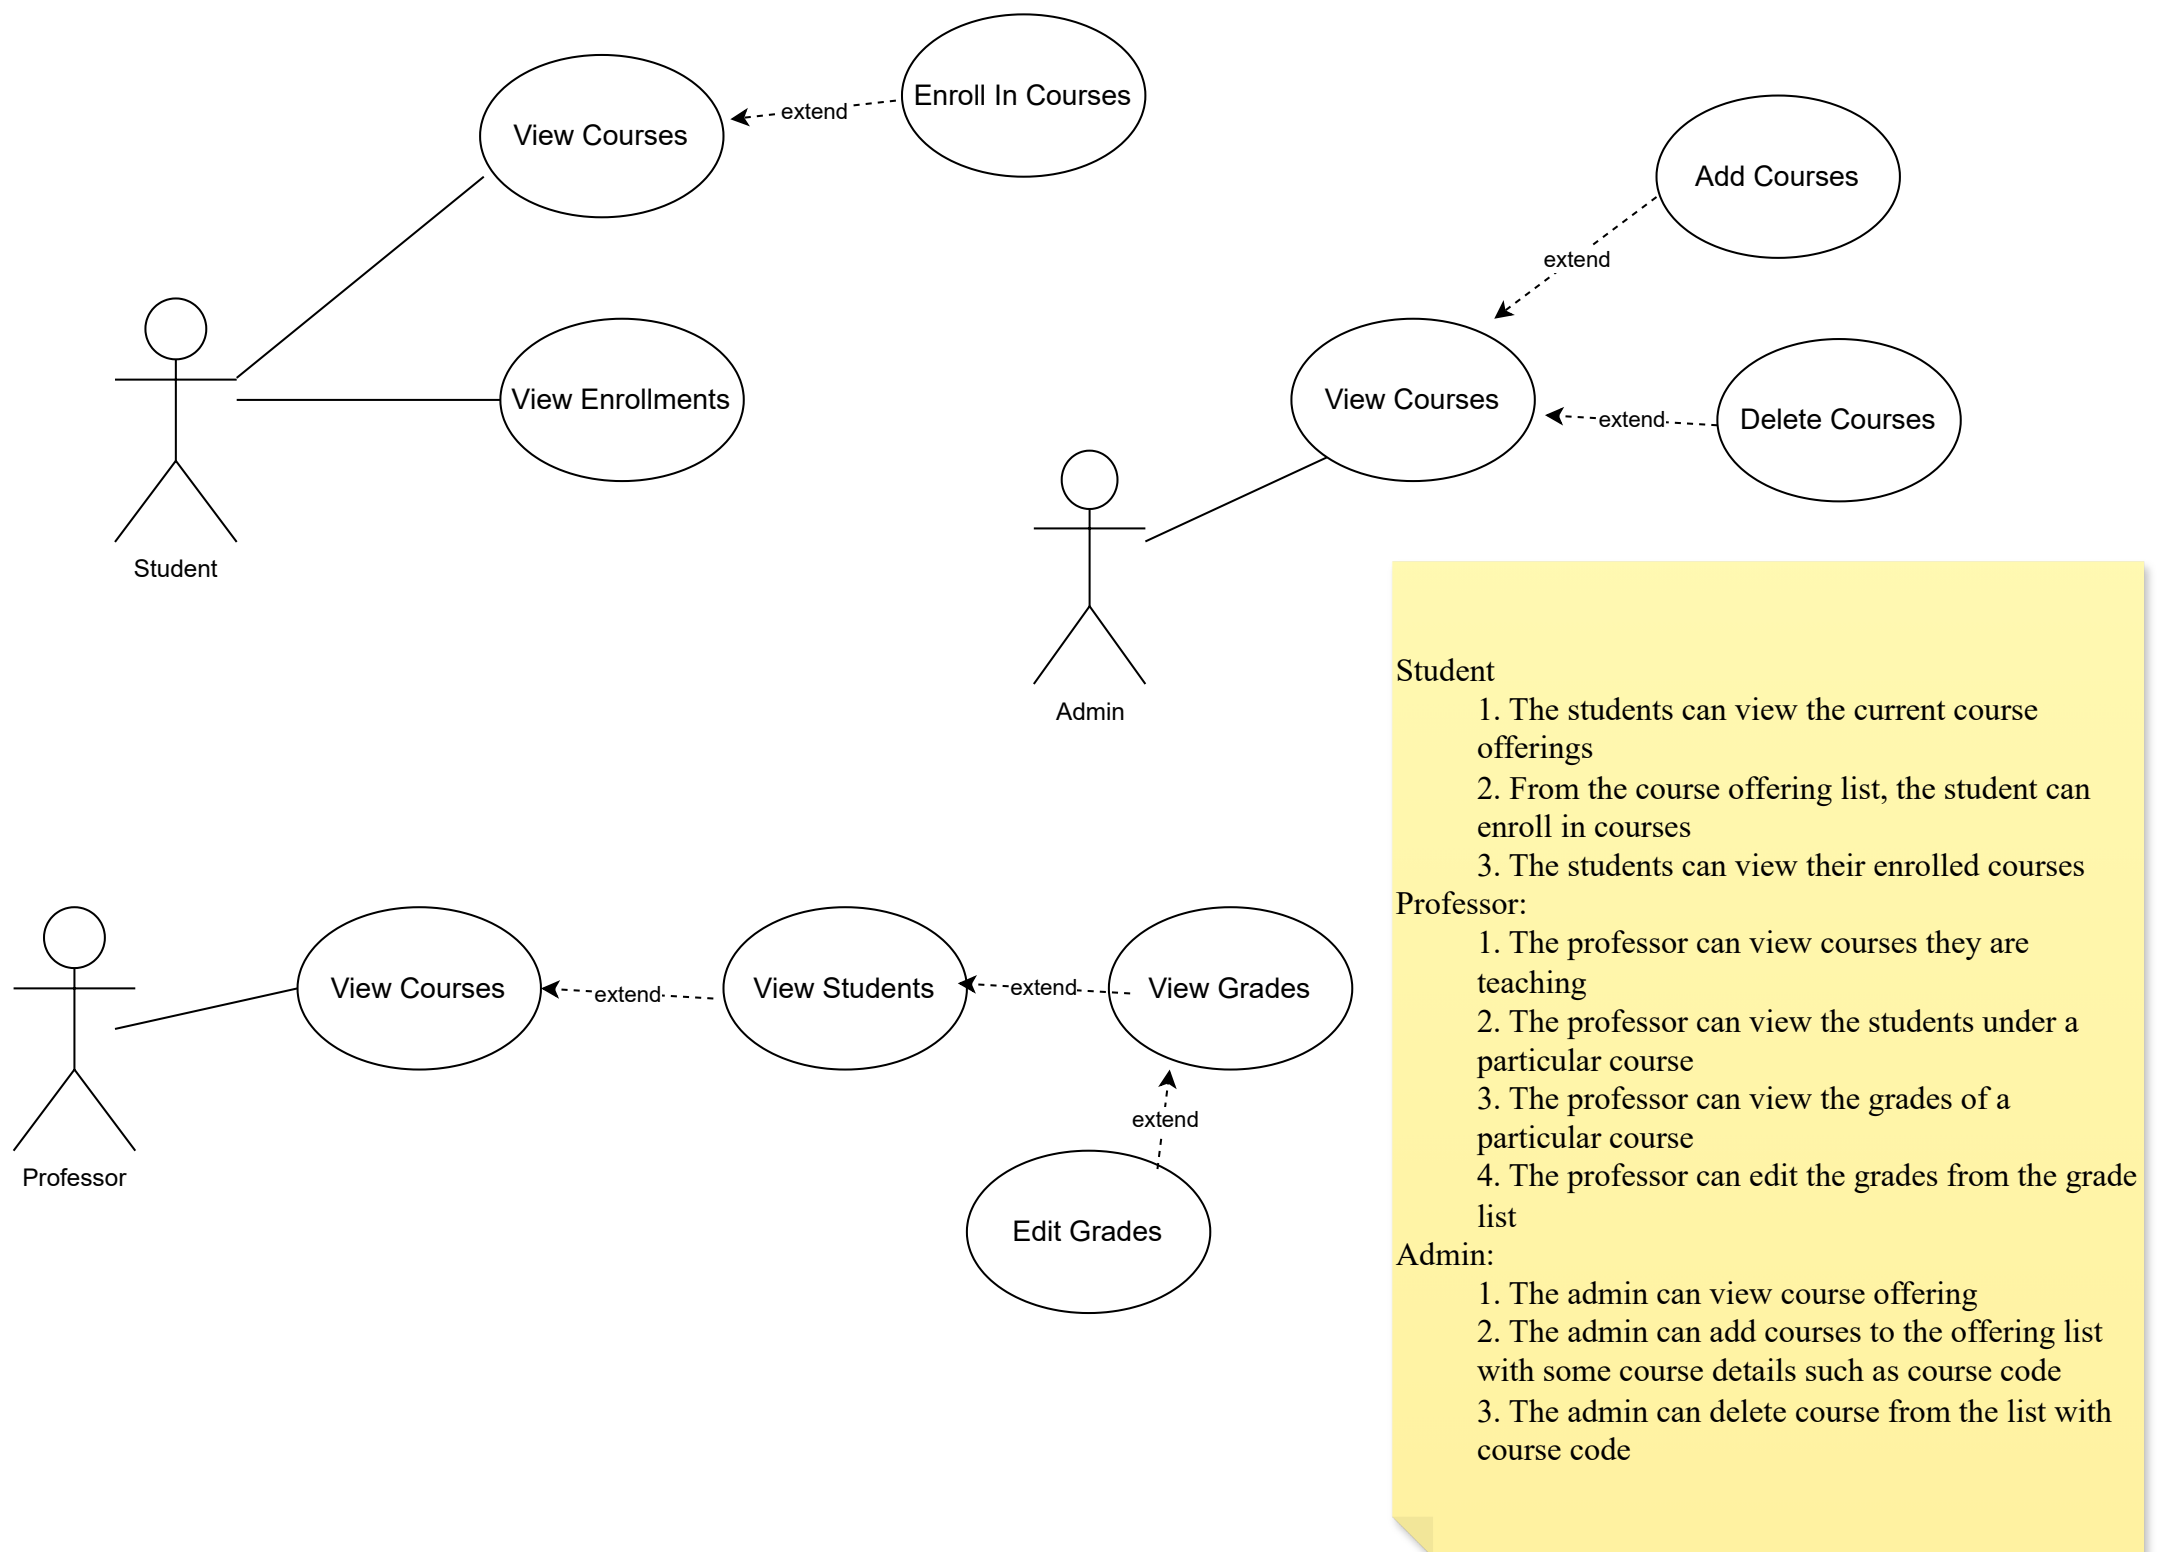 Enroll In Courses
View Courses
extend
Add Courses
extend
View Enrollments
View Courses
extend
Delete Courses
Student
Admin
Student
1. The students can view the current course
offerings
2. From the course offering list, the student can
enroll in courses
3. The students can view their enrolled courses
Professor:
1. The professor can view courses they are
teaching
2. The professor can view the students under a
particular course
3. The professor can view the grades of a
particular course
4. The professor can edit the grades from the grade
list
Admin:
1. The admin can view course offering
2. The admin can add courses to the offering list
with some course details such as course code
3. The admin can delete course from the list with
course code
View Courses
extend
View Students
extend
View Grades
extend
Professor
Edit Grades